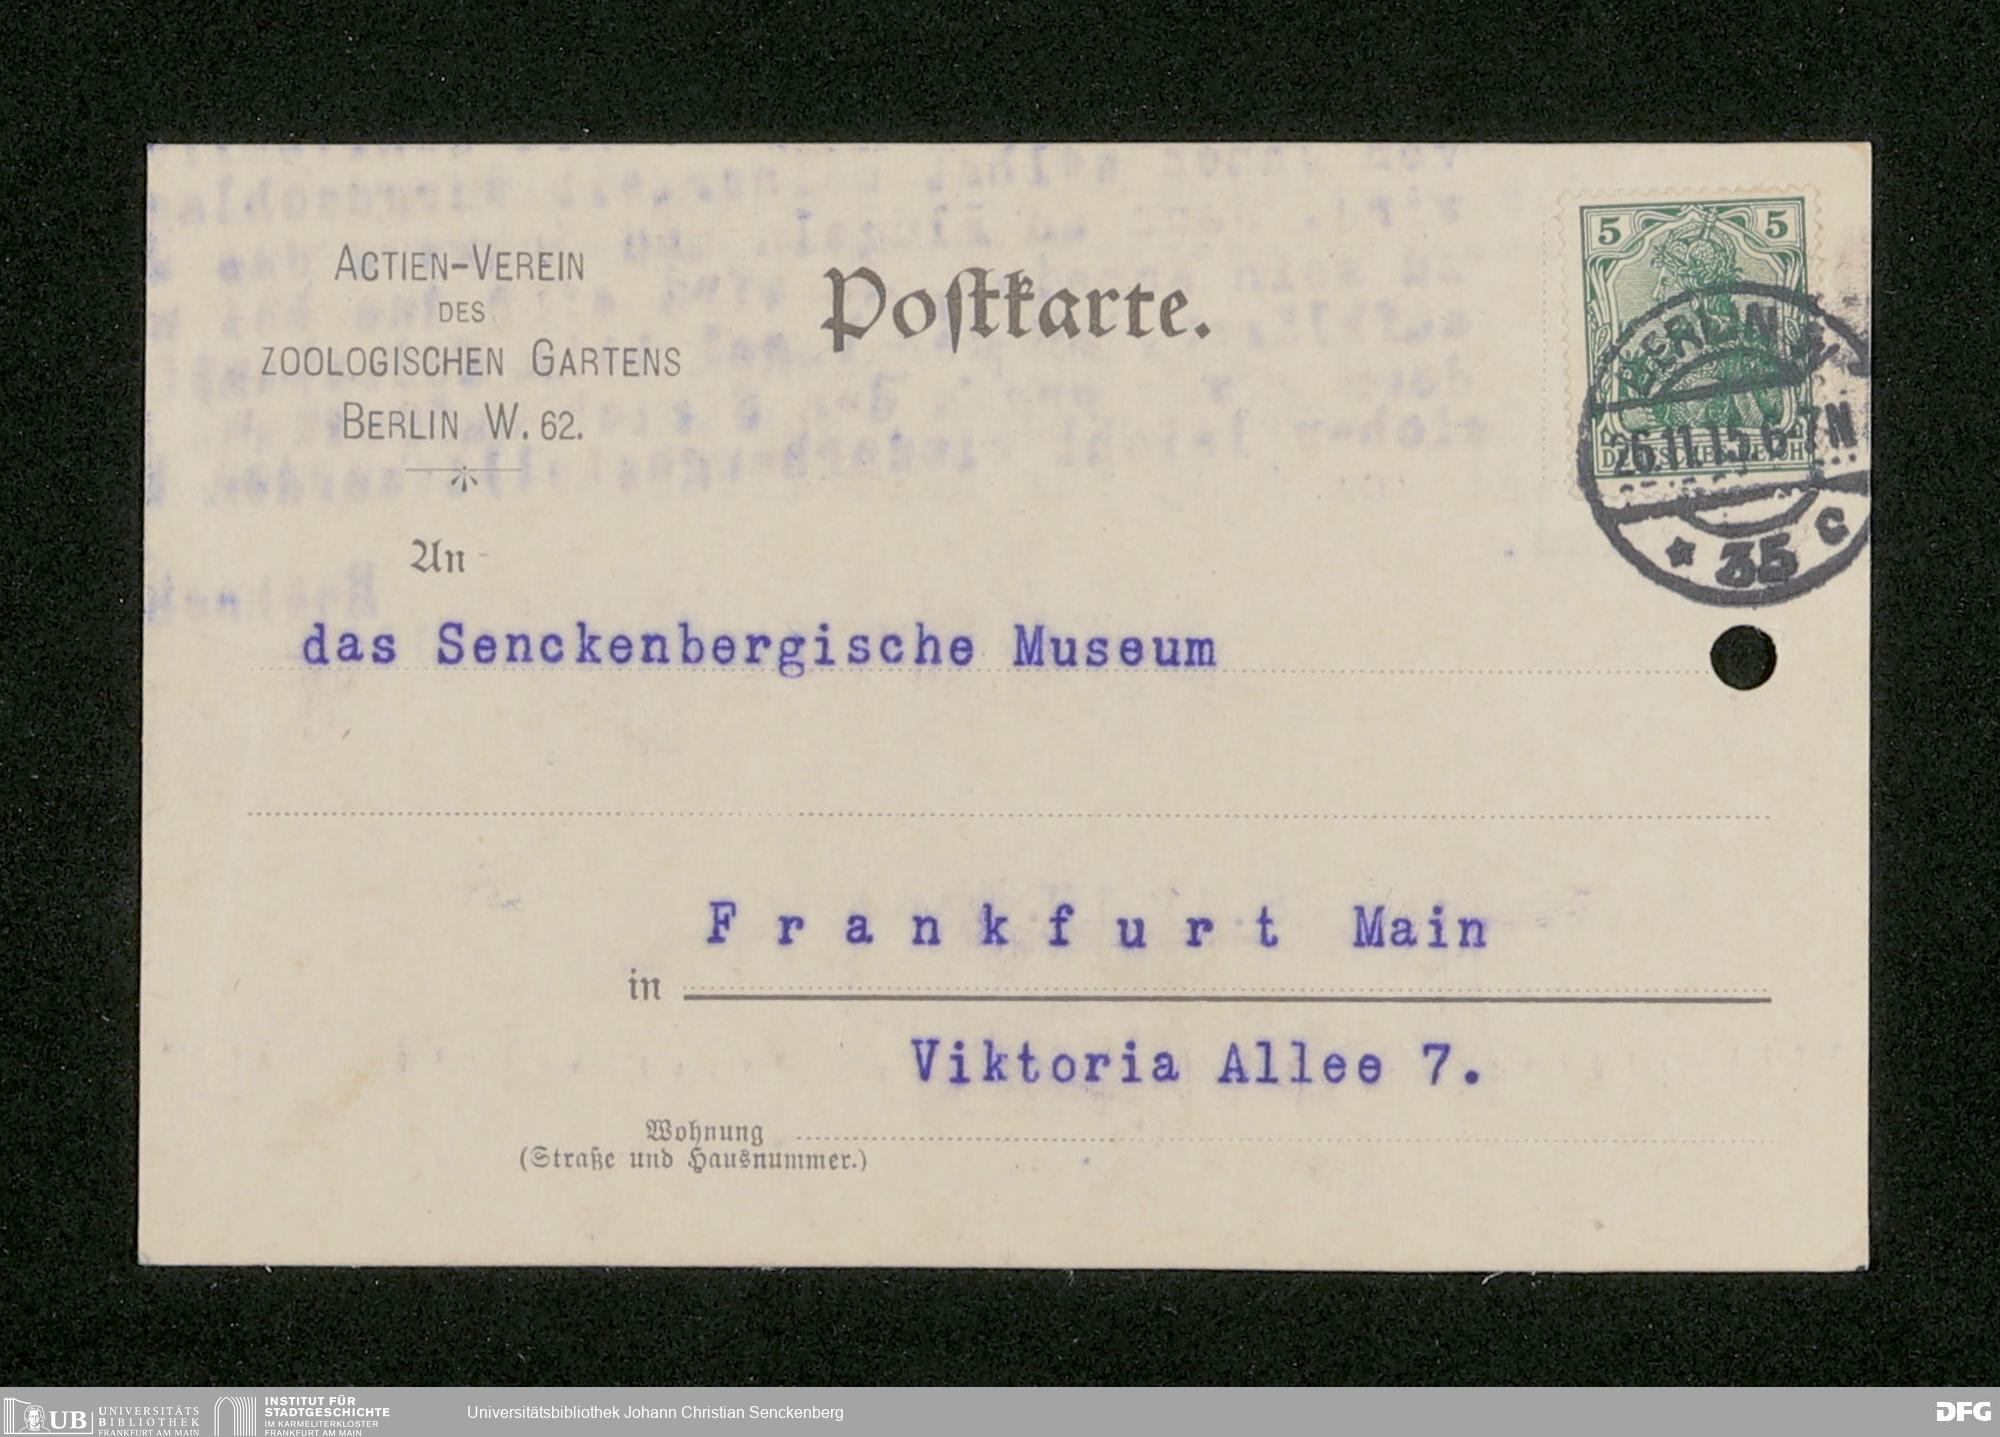 ACTIEN-VEREIN
DES
ZOOLOGISCHEN GARTENS
BERLIN W. 62.
Poſtkarte.
5 5
DEUTSCHES REICH
BERLIN W
26.11.15.6-7N
* 35 c
An
das Senckenbergische Museum
F r a n k f u r t Main
in
Viktoria Allee 7.
Wohnung
(Straße und Hausnummer.)
UB UNIVERSITÄTS
BIBLIOTHEK
FRANKFURT AM MAIN
INSTITUT FÜR
STADTGESCHICHTE
IM KARMELITERKLOSTER
FRANKFURT AM MAIN
Universitätsbibliothek Johann Christian Senckenberg
DFG